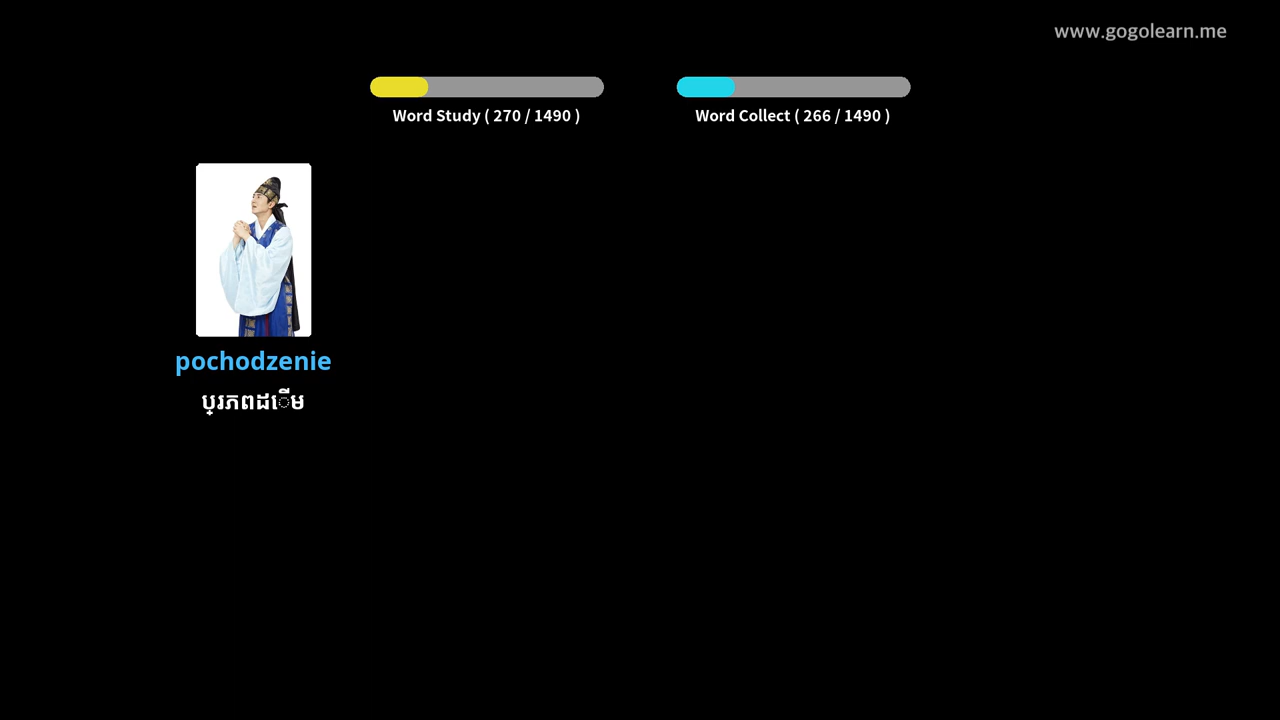 www.gogolearn.me
Word Study ( 270 / 1490 )
Word Collect ( 266 / 1490 )
pochodzenie
ប្រភពដើម